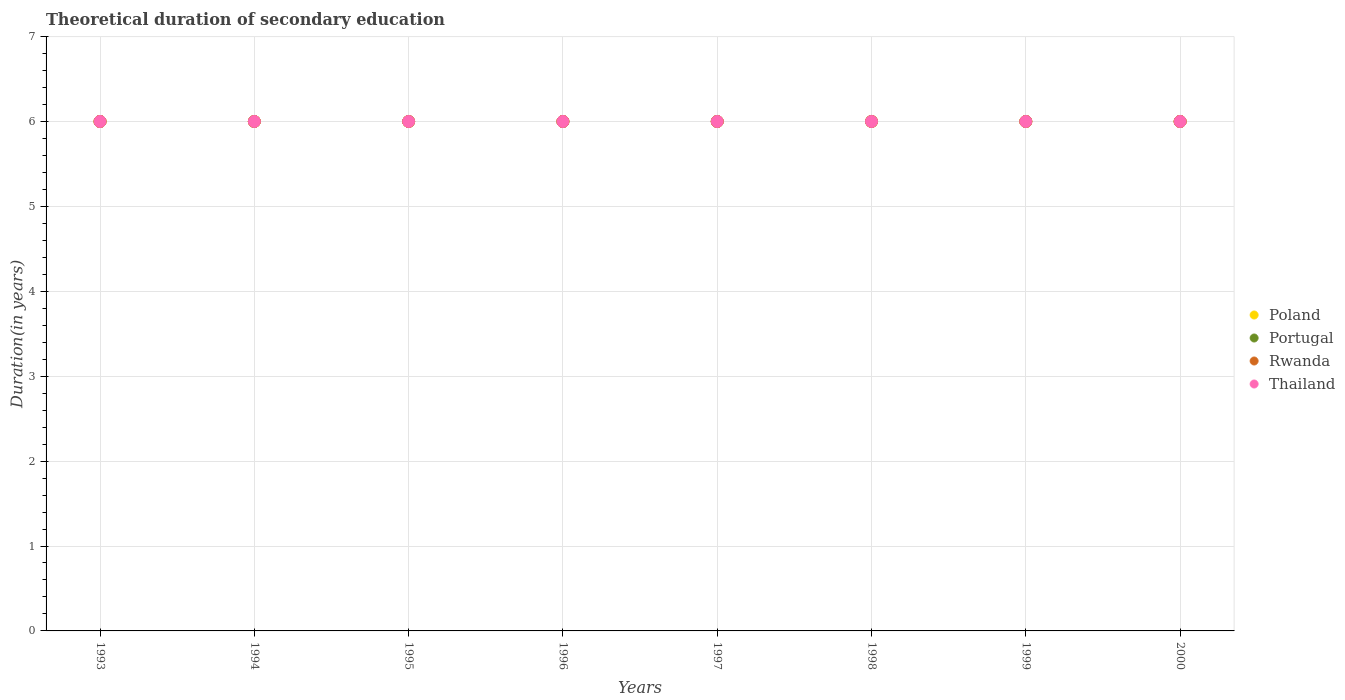 Theoretical duration of secondary education
7
6
5
4
3
2
1
0
Duration(in years)
1993
1994
1995
1996
1997
1998
1999
2000
Years
Poland
Portugal
Rwanda
Thailand